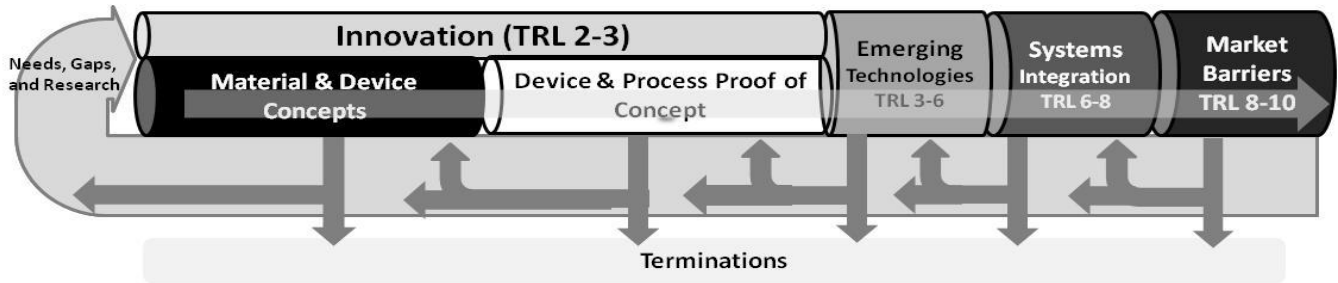 Needs, Gaps,
and Research
Innovation (TRL 2-3)
Material & Device
Concepts
Device & Process Proof of
Concept
Emerging
Technologies
TRL 3-6
Systems
Integration
TRL 6-8
Market
Barriers
TRL 8-10
Terminations